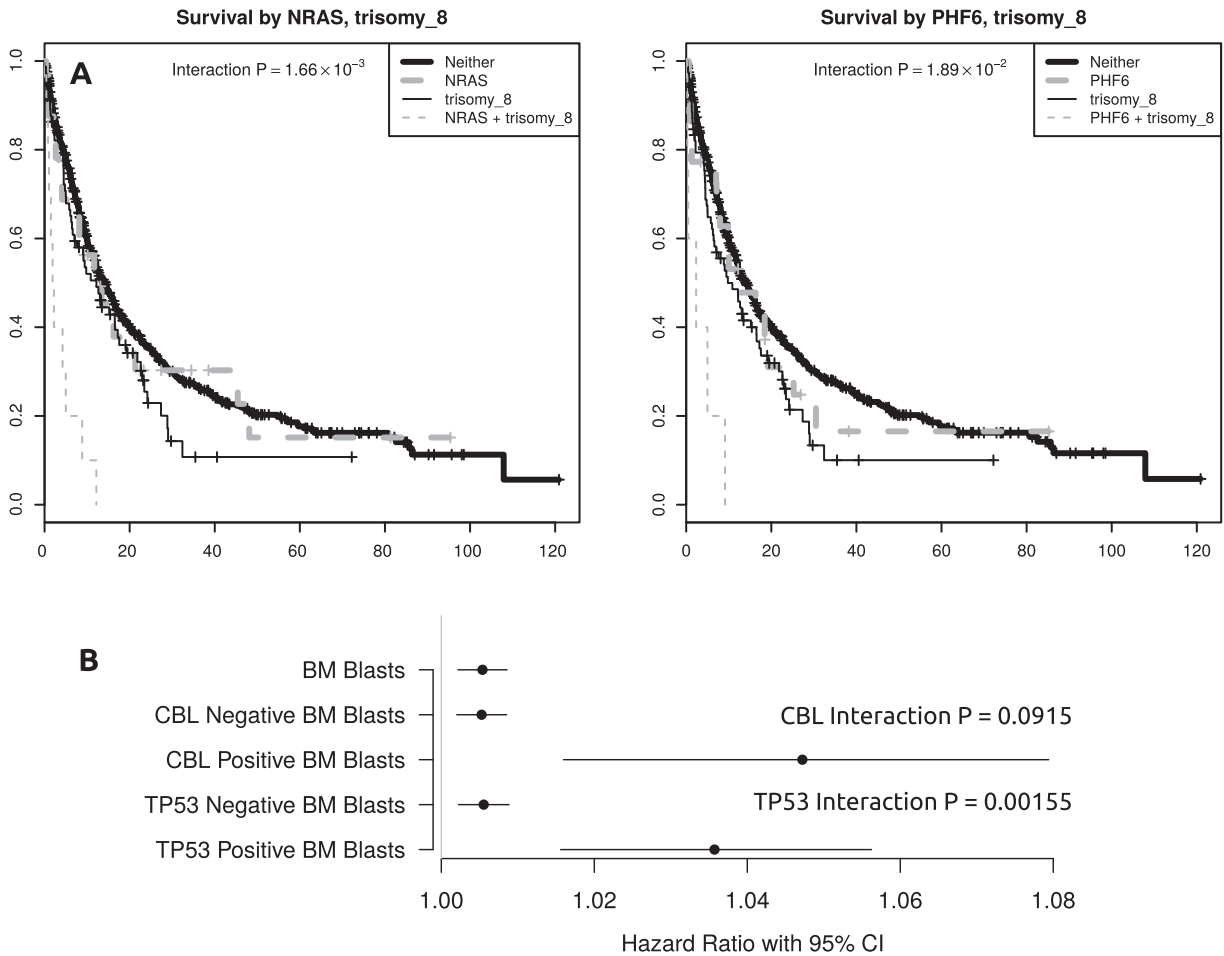 Survival by NRAS, trisomy_8
A
Interaction P = 1.66 × 10⁻³
Neither
NRAS
trisomy_8
NRAS + trisomy_8
1.0
0.8
0.6
0.4
0.2
0.0
0 20 40 60 80 100 120
Survival by PHF6, trisomy_8
Interaction P = 1.89 × 10⁻²
Neither
PHF6
trisomy_8
PHF6 + trisomy_8
1.0
0.8
0.6
0.4
0.2
0.0
0 20 40 60 80 100 120
B
BM Blasts
CBL Negative BM Blasts
CBL Interaction P = 0.0915
CBL Positive BM Blasts
TP53 Negative BM Blasts
TP53 Interaction P = 0.00155
TP53 Positive BM Blasts
1.00 1.02 1.04 1.06 1.08
Hazard Ratio with 95% CI